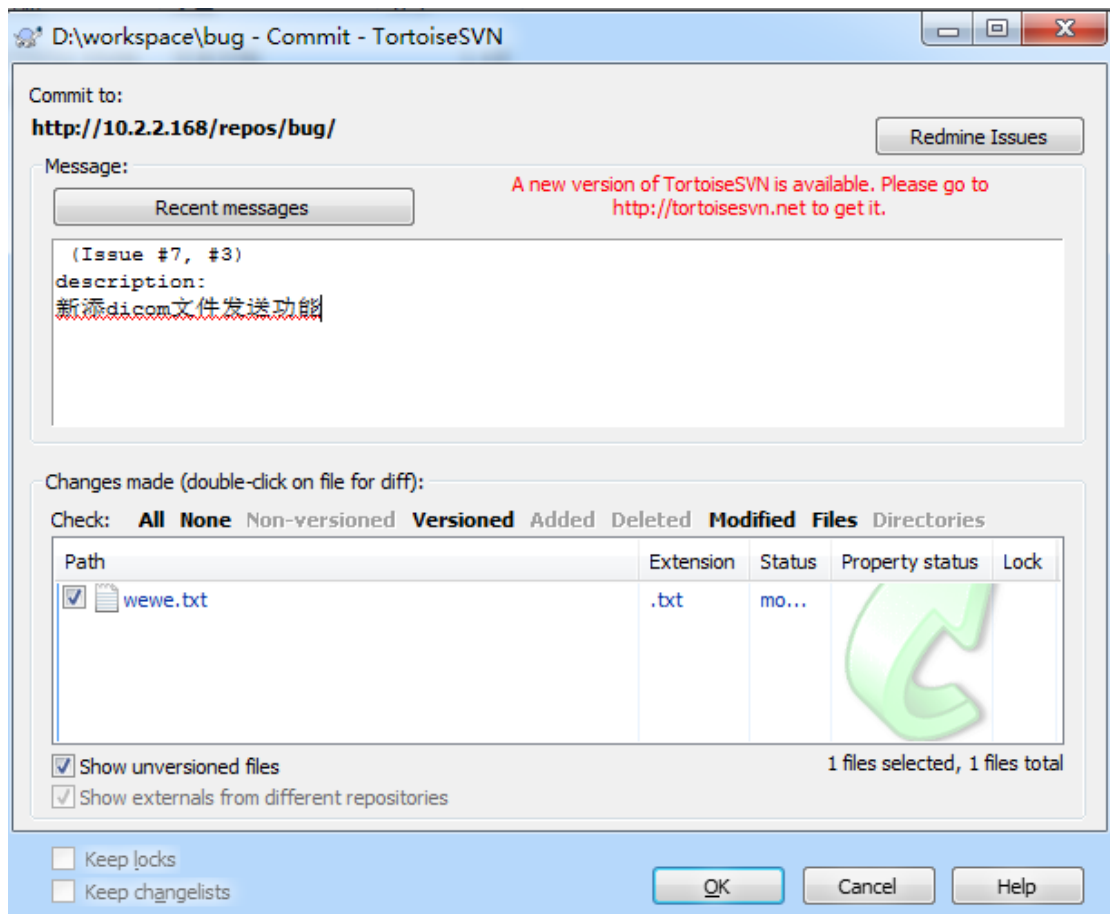 D:\workspace\bug - Commit - TortoiseSVN
Commit to:
http://10.2.2.168/repos/bug/
Redmine Issues
Message:
Recent messages
A new version of TortoiseSVN is available. Please go to
http://tortoisesvn.net to get it.
(Issue #7, #3)
description:
新添dicom文件发送功能
Changes made (double-click on file for diff):
Check: All None Non-versioned Versioned Added Deleted Modified Files Directories
Path Extension Status Property status Lock
wewe.txt .txt mo...
Show unversioned files
1 files selected, 1 files total
Show externals from different repositories
Keep locks
Keep changelists
OK Cancel Help